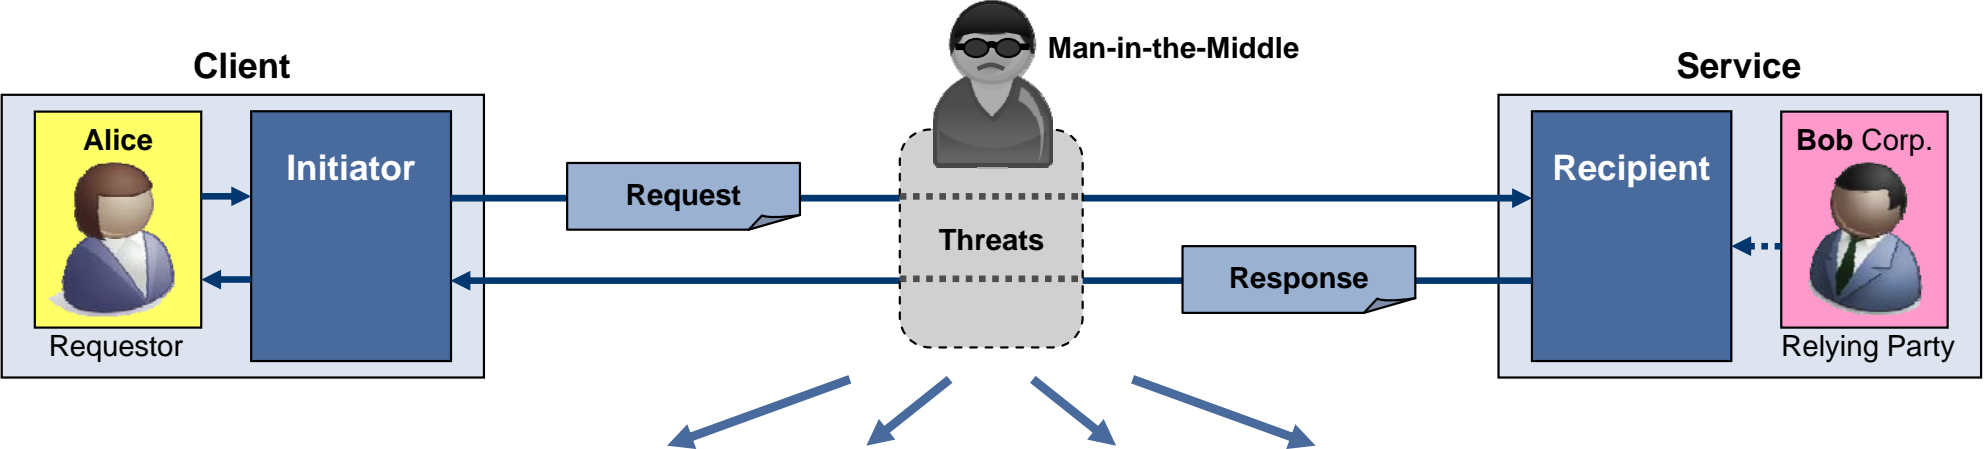 Man-in-the-Middle
Client
Service
Alice
Initiator
Request
Threats
Response
Recipient
Bob Corp.
Requestor
Relying Party